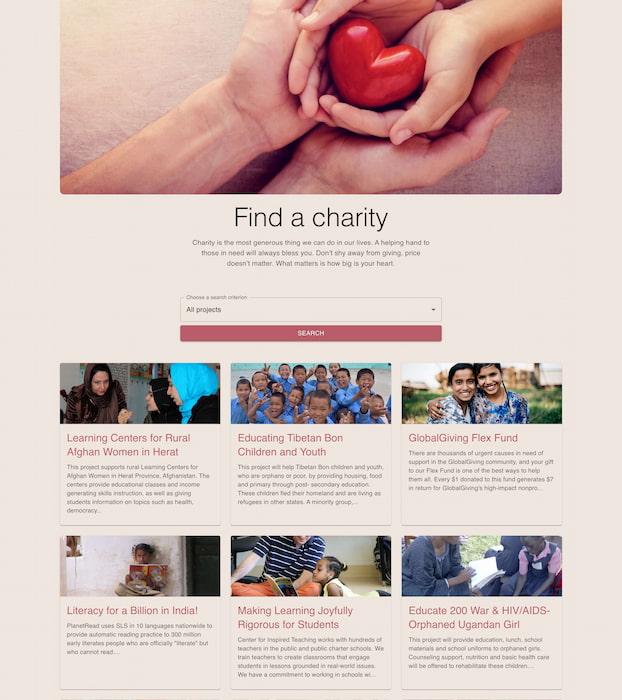 Find a charity
Charity is the most generous thing we can do in our lives. A helping hand to
those in need will always bless you. Don't shy away from giving, price
doesn't matter. What matters is how big is your heart.
Choose a search criterion
All projects
SEARCH
Learning Centers for Rural
Afghan Women in Herat
This project supports rural Learning Centers for
Afghan Women in Herat Province, Afghanistan. The
centers provide educational classes and income
generating skills instruction, as well as giving
students information on topics such as health,
democracy...
Educating Tibetan Bon
Children and Youth
This project will help Tibetan Bon children and youth,
who are orphans or poor, by providing housing, food
and primary through post- secondary education.
These children fled their homeland and are living as
refugees in other states. A minority group,...
GlobalGiving Flex Fund
There are thousands of urgent causes in need of
support in the GlobalGiving community, and your gift
to our Flex Fund is one of the best ways to help
them all. Every $1 donated to this fund generates $7
in return for GlobalGiving's high-impact nonpro...
Literacy for a Billion in India!
PlanetRead uses SLS in 10 languages nationwide to
provide automatic reading practice to 300 million
early literates people who are officially "literate" but
who cannot read....
Making Learning Joyfully
Rigorous for Students
Center for Inspired Teaching works with hundreds of
teachers in the public and public charter schools. We
train teachers to create classrooms that engage
students in lessons grounded in real-world issues.
We have a commitment to working in schools wi...
Educate 200 War & HIV/AIDS-
Orphaned Ugandan Girl
This project will provide education, lunch, school
materials and school uniforms to orphaned girls.
Counseling support, nutrition and basic health care
will be offered to rehabilitate these children....